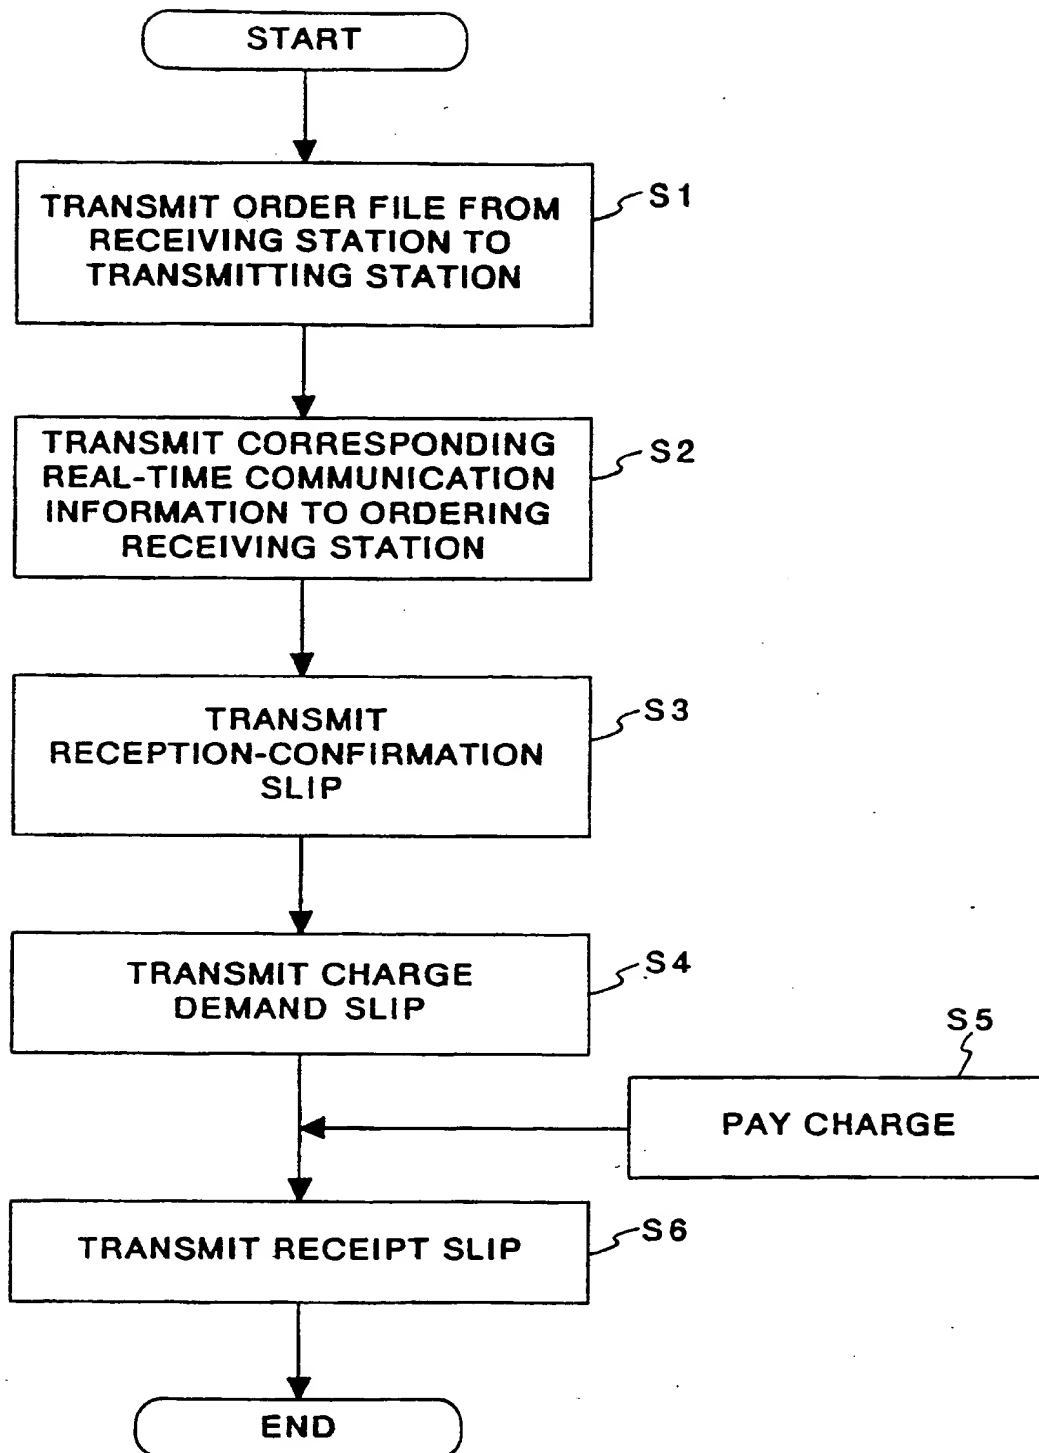 START
S1
TRANSMIT ORDER FILE FROM
RECEIVING STATION TO
TRANSMITTING STATION
S2
TRANSMIT CORRESPONDING
REAL-TIME COMMUNICATION
INFORMATION TO ORDERING
RECEIVING STATION
S3
TRANSMIT
RECEPTION-CONFIRMATION
SLIP
S4
TRANSMIT CHARGE
DEMAND SLIP
S5
PAY CHARGE
S6
TRANSMIT RECEIPT SLIP
END